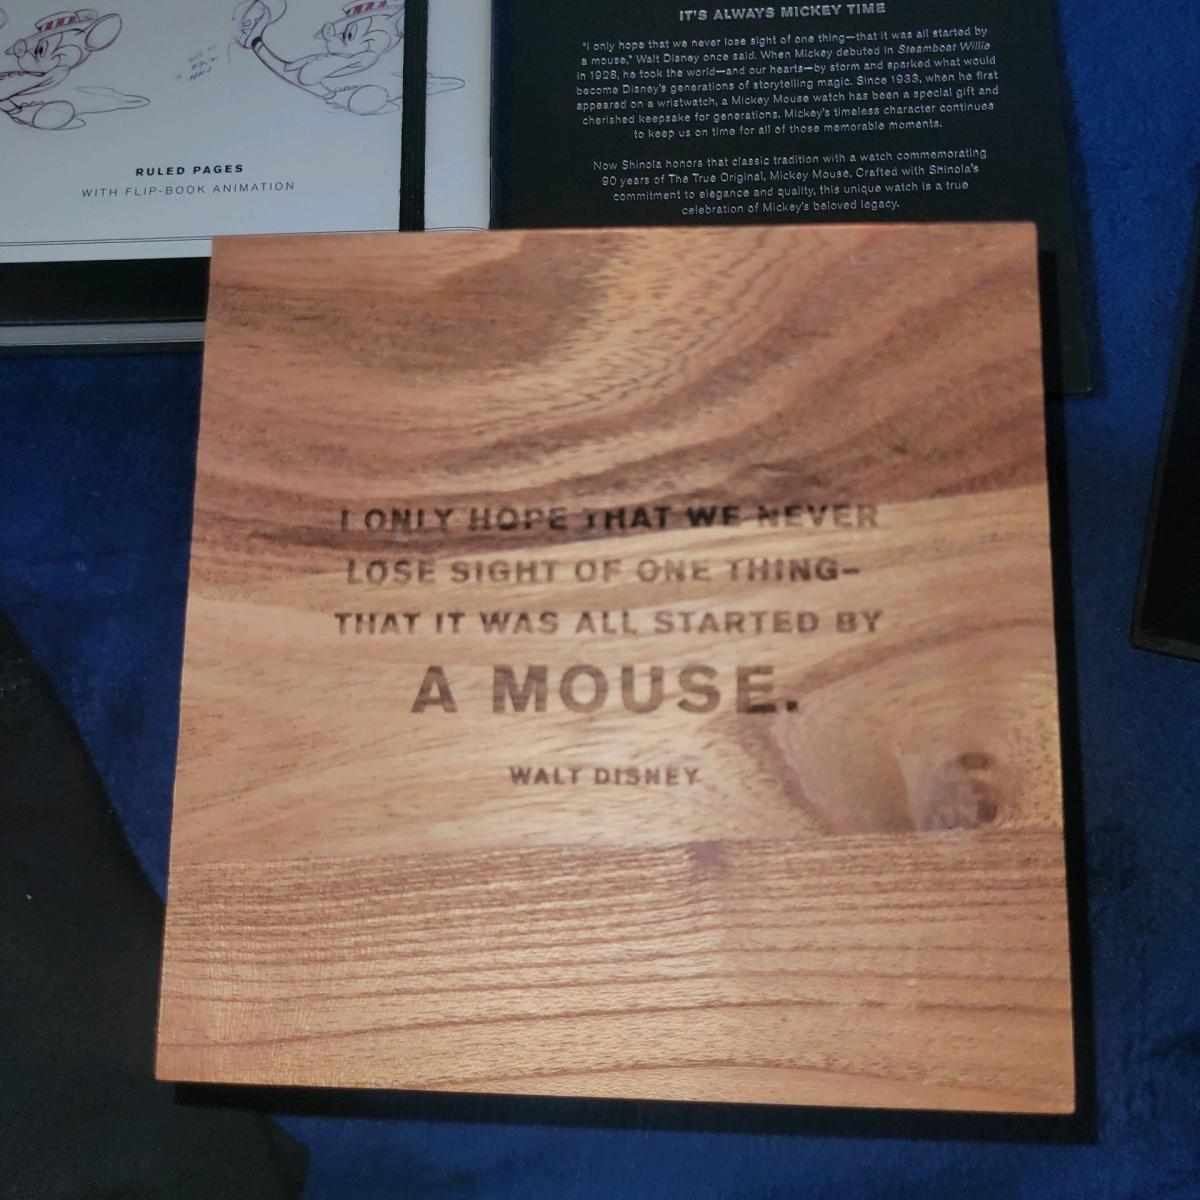 RULED PAGES
WITH FLIP-BOOK ANIMATION
IT'S ALWAYS MICKEY TIME
"I only hope that we never lose sight of one thing—that it was all started by
a mouse," Walt Disney once said. When Mickey debuted in Steamboat Willie
in 1928, he took the world—and our hearts—by storm and sparked what would
become Disney's generations of storytelling magic. Since 1933, when he first
appeared on a wristwatch, a Mickey Mouse watch has been a special gift and
cherished keepsake for generations. Mickey's timeless character continues
to keep us on time for all of those memorable moments.
Now Shinola honors that classic tradition with a watch commemorating
90 years of The True Original, Mickey Mouse. Crafted with Shinola's
commitment to elegance and quality, this unique watch is a true
celebration of Mickey's beloved legacy.
I ONLY HOPE THAT WE NEVER
LOSE SIGHT OF ONE THING–
THAT IT WAS ALL STARTED BY
A MOUSE.
WALT DISNEY